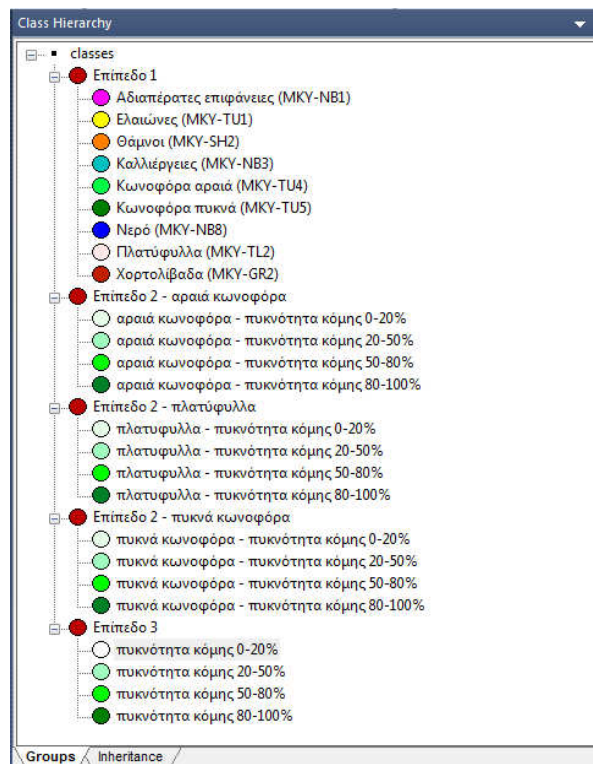 Class Hierarchy
classes
Επίπεδο 1
Αδιαπέρατες επιφάνειες (MKY-NB1)
Ελαιώνες (MKY-TU1)
Θάμνοι (MKY-SH2)
Καλλιέργειες (MKY-NB3)
Κωνοφόρα αραιά (MKY-TU4)
Κωνοφόρα πυκνά (MKY-TU5)
Νερό (MKY-NB8)
Πλατύφυλλα (MKY-TL2)
Χορτολίβαδα (MKY-GR2)
Επίπεδο 2 - αραιά κωνοφόρα
αραιά κωνοφόρα - πυκνότητα κόμης 0-20%
αραιά κωνοφόρα - πυκνότητα κόμης 20-50%
αραιά κωνοφόρα - πυκνότητα κόμης 50-80%
αραιά κωνοφόρα - πυκνότητα κόμης 80-100%
Επίπεδο 2 - πλατύφυλλα
πλατυφυλλα - πυκνότητα κόμης 0-20%
πλατυφυλλα - πυκνότητα κόμης 20-50%
πλατυφυλλα - πυκνότητα κόμης 50-80%
πλατυφυλλα - πυκνότητα κόμης 80-100%
Επίπεδο 2 - πυκνά κωνοφόρα
πυκνά κωνοφόρα - πυκνότητα κόμης 0-20%
πυκνά κωνοφόρα - πυκνότητα κόμης 20-50%
πυκνά κωνοφόρα - πυκνότητα κόμης 50-80%
πυκνά κωνοφόρα - πυκνότητα κόμης 80-100%
Επίπεδο 3
πυκνότητα κόμης 0-20%
πυκνότητα κόμης 20-50%
πυκνότητα κόμης 50-80%
πυκνότητα κόμης 80-100%
Groups Inheritance